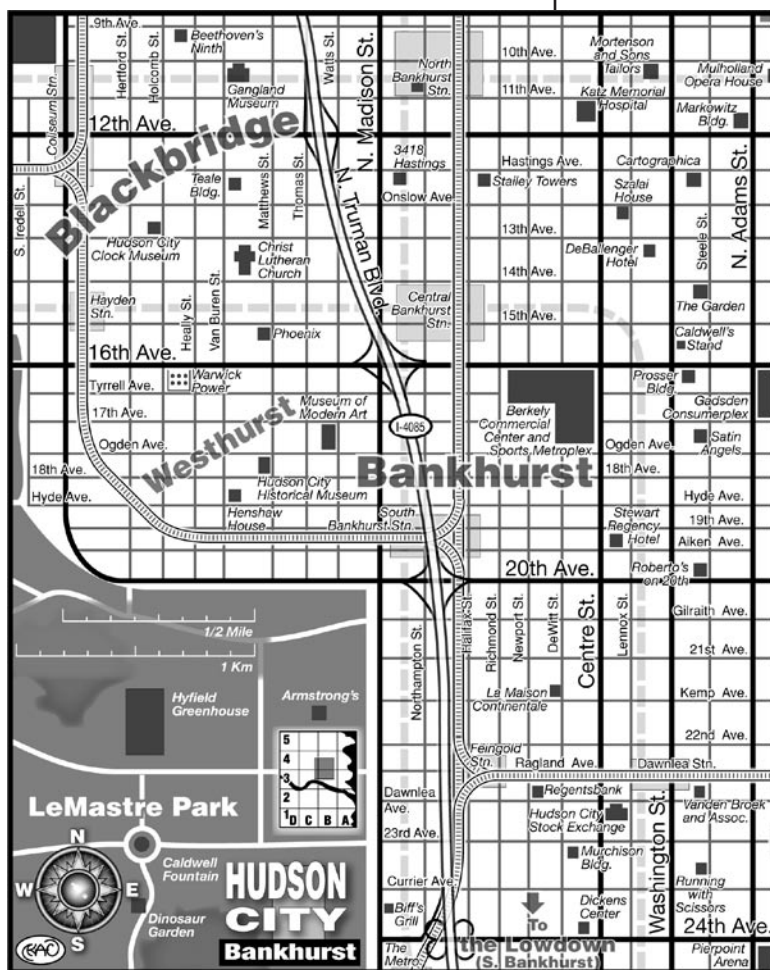 9th Ave.
Beethoven's
Ninth
Hertford St.
Holcomb St.
Coliseum Stn.
Gangland
Museum
Watts St.
N. Madison St.
North
Bankhurst
Stn.
10th Ave.
11th Ave.
Mortenson
and Sons
Tailors
Katz Memorial
Hospital
Mulholland
Opera House
Markowitz
Bldg.
12th Ave.
Blackbridge
3418
Hastings
Hastings Ave.
Cartographica
Teale
Bldg.
Matthews St.
Thomas St.
N. Truman Blvd.
Onslow Ave.
Stailey Towers
Szalai
House
Steele St.
N. Adams St.
S. Iredell St.
Hudson City
Clock Museum
Christ
Lutheran
Church
13th Ave.
DeBallenger
Hotel
14th Ave.
Hayden
Stn.
Healy St.
Van Buren St.
Central
Bankhurst
Stn.
15th Ave.
The Garden
Phoenix
Caldwell's
Stand
16th Ave.
Tyrrell Ave.
Warwick
Power
Prosser
Bldg.
17th Ave.
Museum of
Modern Art
I-4085
Berkely
Commercial
Center and
Sports Metroplex
Gadsden
Consumerplex
Ogden Ave.
Westhurst
Ogden Ave.
Satin
Angels
18th Ave.
Hudson City
Historical Museum
Bankhurst
18th Ave.
Hyde Ave.
Henshaw
House
South
Bankhurst Stn.
Hyde Ave.
Stewart
Regency
Hotel
19th Ave.
Aiken Ave.
20th Ave.
Roberto's
on 20th
Northampton St.
Halifax St.
Richmond St.
Newport St.
DeWitt St.
Centre St.
Lennox St.
Gilraith Ave.
1/2 Mile
21st Ave.
1 Km
Hyfield
Greenhouse
Armstrong's
La Maison
Continentale
Kemp Ave.
22nd Ave.
5
4
3
2
1
D C B A
Feingold
Stn.
Ragland Ave.
Dawnlea Stn.
LeMastre Park
Dawnlea
Ave.
Regentsbank
Vanden Broek
and Assoc.
23rd Ave.
Hudson City
Stock Exchange
Washington St.
N
W E
S
Caldwell
Fountain
Murchison
Bldg.
HUDSON
CITY
Bankhurst
Currier Ave.
Running
with
Scissors
Dinosaur
Garden
Biff's
Grill
To
the Lowdown
(S. Bankhurst)
Dickens
Center
24th Ave.
The
Metro
Pierpoint
Arena